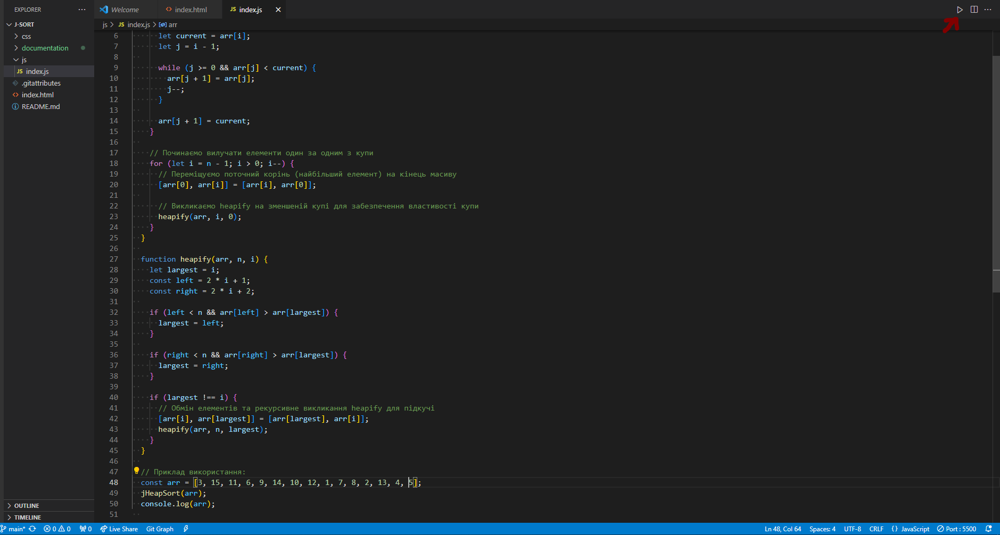 EXPLORER
J-SORT
css
documentation
js
JS index.js
.gitattributes
index.html
README.md
OUTLINE
TIMELINE
Welcome
index.html
JS index.js
js > JS index.js > arr
6 let current = arr[i];
7 let j = i - 1;
8
9 while (j >= 0 && arr[j] < current) {
10 arr[j + 1] = arr[j];
11 j--;
12 }
13
14 arr[j + 1] = current;
15 }
16
17 // Починаємо вилучати елементи один за одним з купи
18 for (let i = n - 1; i > 0; i--) {
19 // Переміщуємо поточний корінь (найбільший елемент) на кінець масиву
20 [arr[0], arr[i]] = [arr[i], arr[0]];
21
22 // Викликаємо heapify на зменшеній купі для забезпечення властивості купи
23 heapify(arr, i, 0);
24 }
25 }
26
27 function heapify(arr, n, i) {
28 let largest = i;
29 const left = 2 * i + 1;
30 const right = 2 * i + 2;
31
32 if (left < n && arr[left] > arr[largest]) {
33 largest = left;
34 }
35
36 if (right < n && arr[right] > arr[largest]) {
37 largest = right;
38 }
39
40 if (largest !== i) {
41 // Обмін елементів та рекурсивне викликання heapify для підкучі
42 [arr[i], arr[largest]] = [arr[largest], arr[i]];
43 heapify(arr, n, largest);
44 }
45 }
46
47 // Приклад використання:
48 const arr = [3, 15, 11, 6, 9, 14, 10, 12, 1, 7, 8, 2, 13, 4, 5];
49 jHeapSort(arr);
50 console.log(arr);
51
main* 0 0 0 Live Share Git Graph Ln 48, Col 64 Spaces: 4 UTF-8 CRLF {} JavaScript Port : 5500